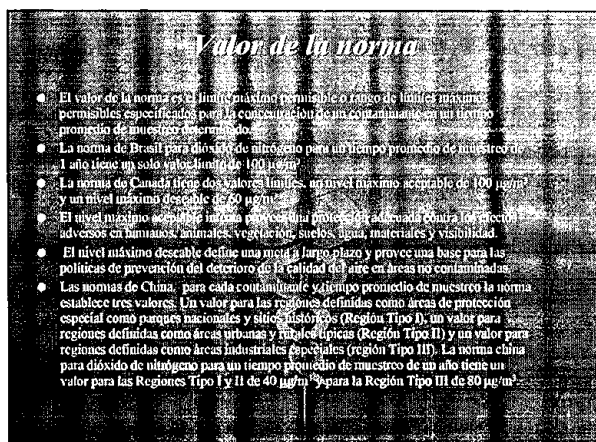 Valor de la norma
El valor de la norma es el límite máximo permisible o rango de límites máximos
permisibles especificados para la concentración de un contaminante en un tiempo
promedio de muestreo determinado.
La norma de Brasil para dióxido de nitrógeno para un tiempo promedio de muestreo de
1 año tiene un solo valor límite de 100 µg/m³
La norma de Canadá tiene dos valores límites, un nivel máximo aceptable de 100 µg/m³
y un nivel máximo deseable de 60 µg/m³
El nivel máximo aceptable provee una protección adecuada contra los efectos
adversos en humanos, animales, vegetación, suelos, agua, materiales y visibilidad.
El nivel máximo deseable define una meta a largo plazo y provee una base para las
políticas de prevención del deterioro de la calidad del aire en áreas no contaminadas.
Las normas de China, para cada contaminante y tiempo promedio de muestreo la norma
establece tres valores. Un valor para las regiones definidas como áreas de protección
especial como parques nacionales y sitios históricos (Región Tipo I), un valor para
regiones definidas como áreas urbanas y rurales típicas (Región Tipo II) y un valor para
regiones definidas como áreas industriales especiales (región Tipo III). La norma china
para dióxido de nitrógeno para un tiempo promedio de muestreo de un año tiene un
valor para las Regiones Tipo I y II de 40 µg/m³ y para la Región Tipo III de 80 µg/m³.